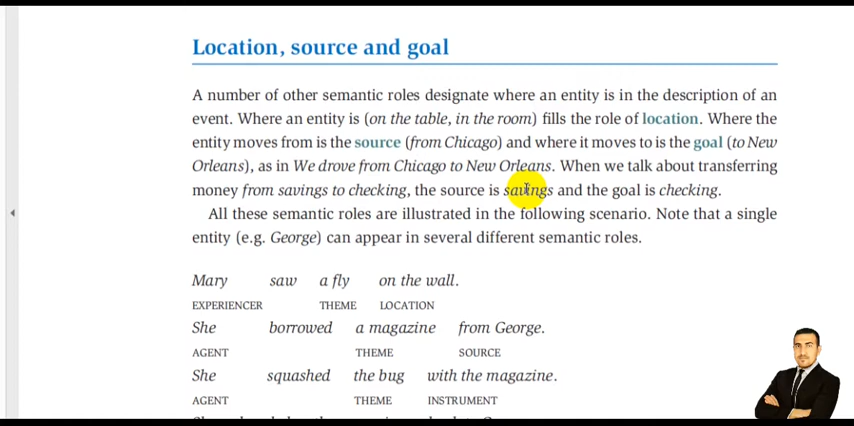 Location, source and goal
A number of other semantic roles designate where an entity is in the description of an
event. Where an entity is (on the table, in the room) fills the role of location. Where the
entity moves from is the source (from Chicago) and where it moves to is the goal (to New
Orleans), as in We drove from Chicago to New Orleans. When we talk about transferring
money from savings to checking, the source is savings and the goal is checking.
All these semantic roles are illustrated in the following scenario. Note that a single
entity (e.g. George) can appear in several different semantic roles.
Mary saw a fly on the wall.
EXPERIENCER THEME LOCATION
She borrowed a magazine from George.
AGENT THEME SOURCE
She squashed the bug with the magazine.
AGENT THEME INSTRUMENT